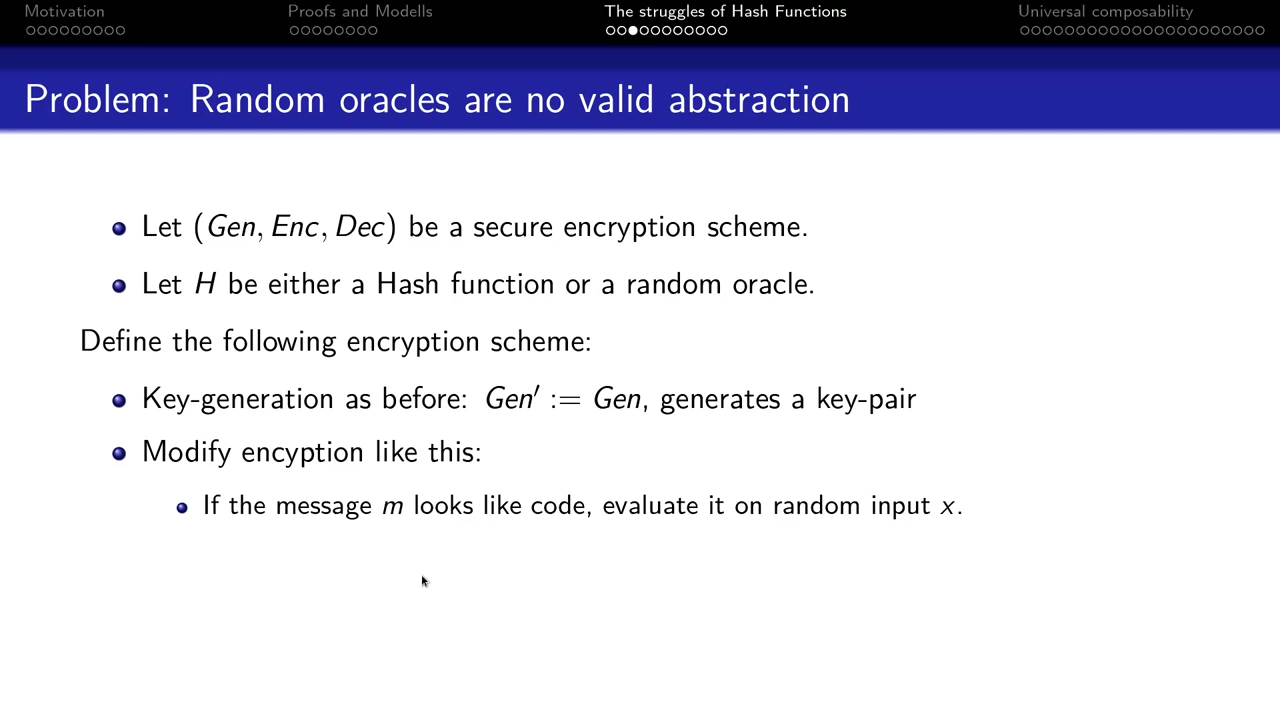 Motivation
Proofs and Modells
The struggles of Hash Functions
Universal composability
Problem: Random oracles are no valid abstraction
Let (Gen, Enc, Dec) be a secure encryption scheme.
Let H be either a Hash function or a random oracle.
Define the following encryption scheme:
Key-generation as before: Gen′ := Gen, generates a key-pair
Modify encyption like this:
If the message m looks like code, evaluate it on random input x.